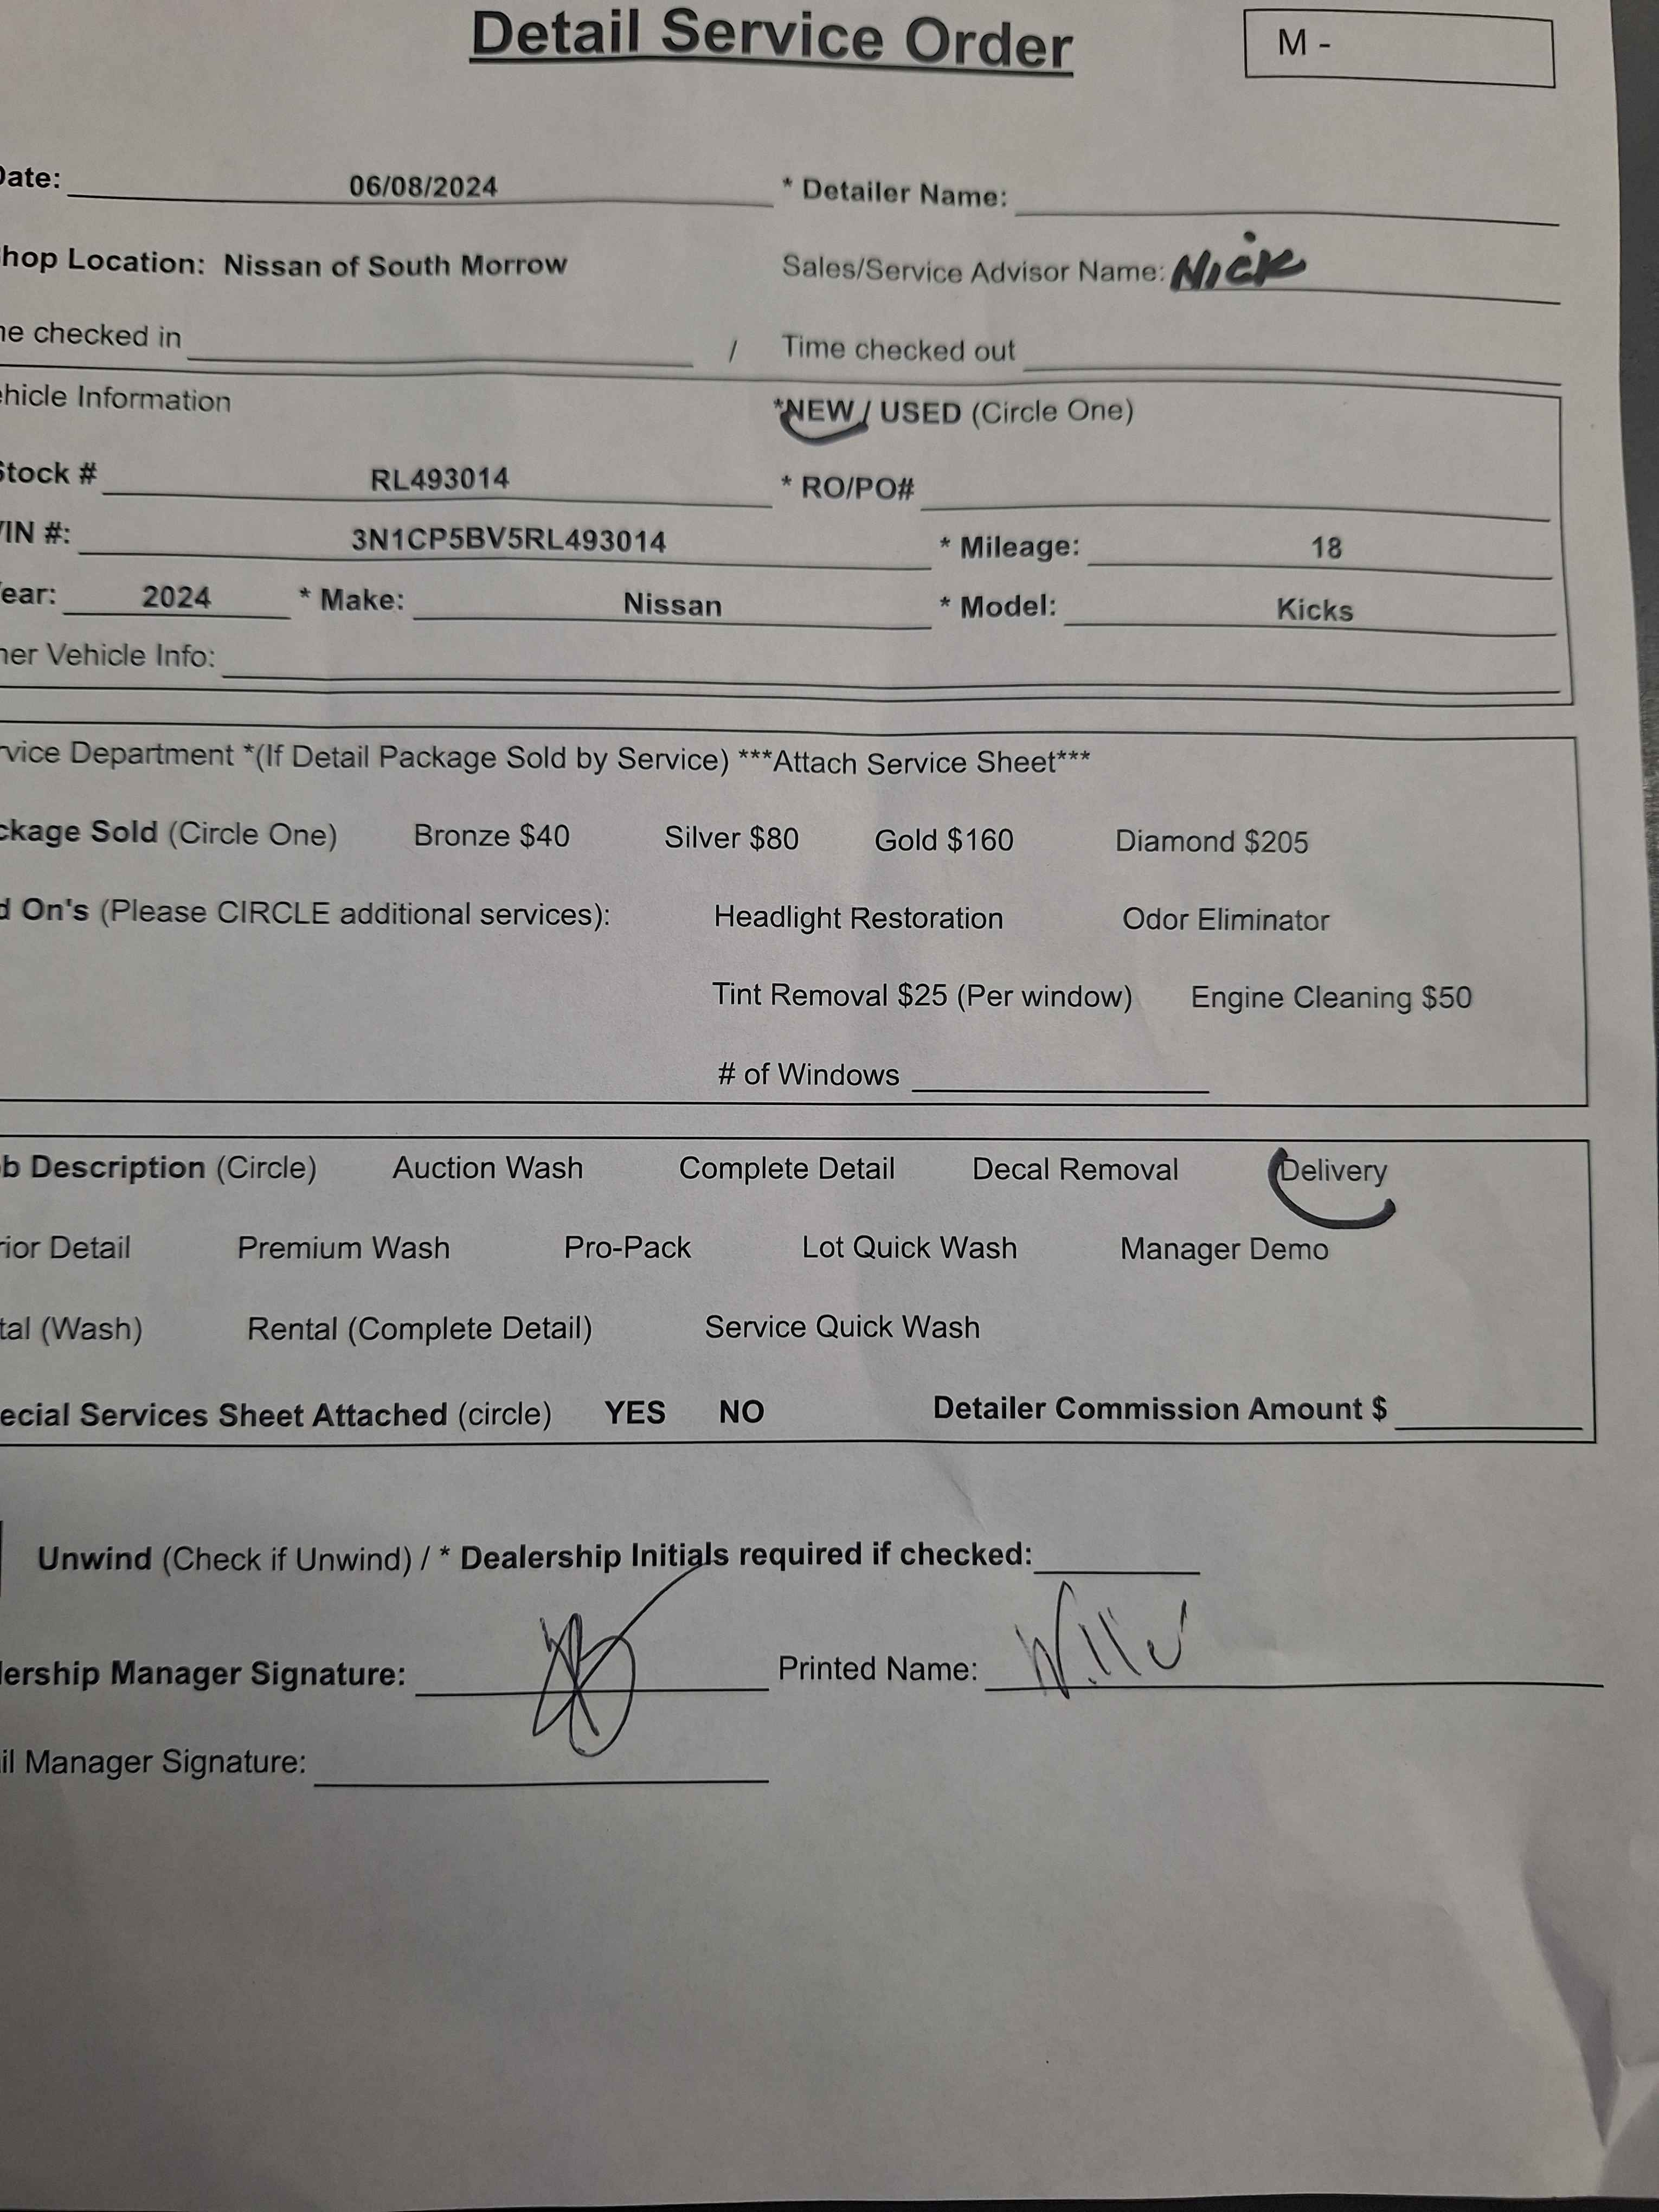 Detail Service Order
M -
Date: 06/08/2024 * Detailer Name:
hop Location: Nissan of South Morrow Sales/Service Advisor Name: Nick
ne checked in / Time checked out
ehicle Information *NEW / USED (Circle One)
Stock # RL493014 * RO/PO#
VIN #: 3N1CP5BV5RL493014 * Mileage: 18
ear: 2024 * Make: Nissan * Model: Kicks
her Vehicle Info:
rvice Department *(If Detail Package Sold by Service) ***Attach Service Sheet***
ckage Sold (Circle One) Bronze $40 Silver $80 Gold $160 Diamond $205
d On's (Please CIRCLE additional services): Headlight Restoration Odor Eliminator
Tint Removal $25 (Per window) Engine Cleaning $50
# of Windows
b Description (Circle) Auction Wash Complete Detail Decal Removal Delivery
rior Detail Premium Wash Pro-Pack Lot Quick Wash Manager Demo
tal (Wash) Rental (Complete Detail) Service Quick Wash
ecial Services Sheet Attached (circle) YES NO Detailer Commission Amount $
Unwind (Check if Unwind) / * Dealership Initials required if checked:
lership Manager Signature: Printed Name:
il Manager Signature: